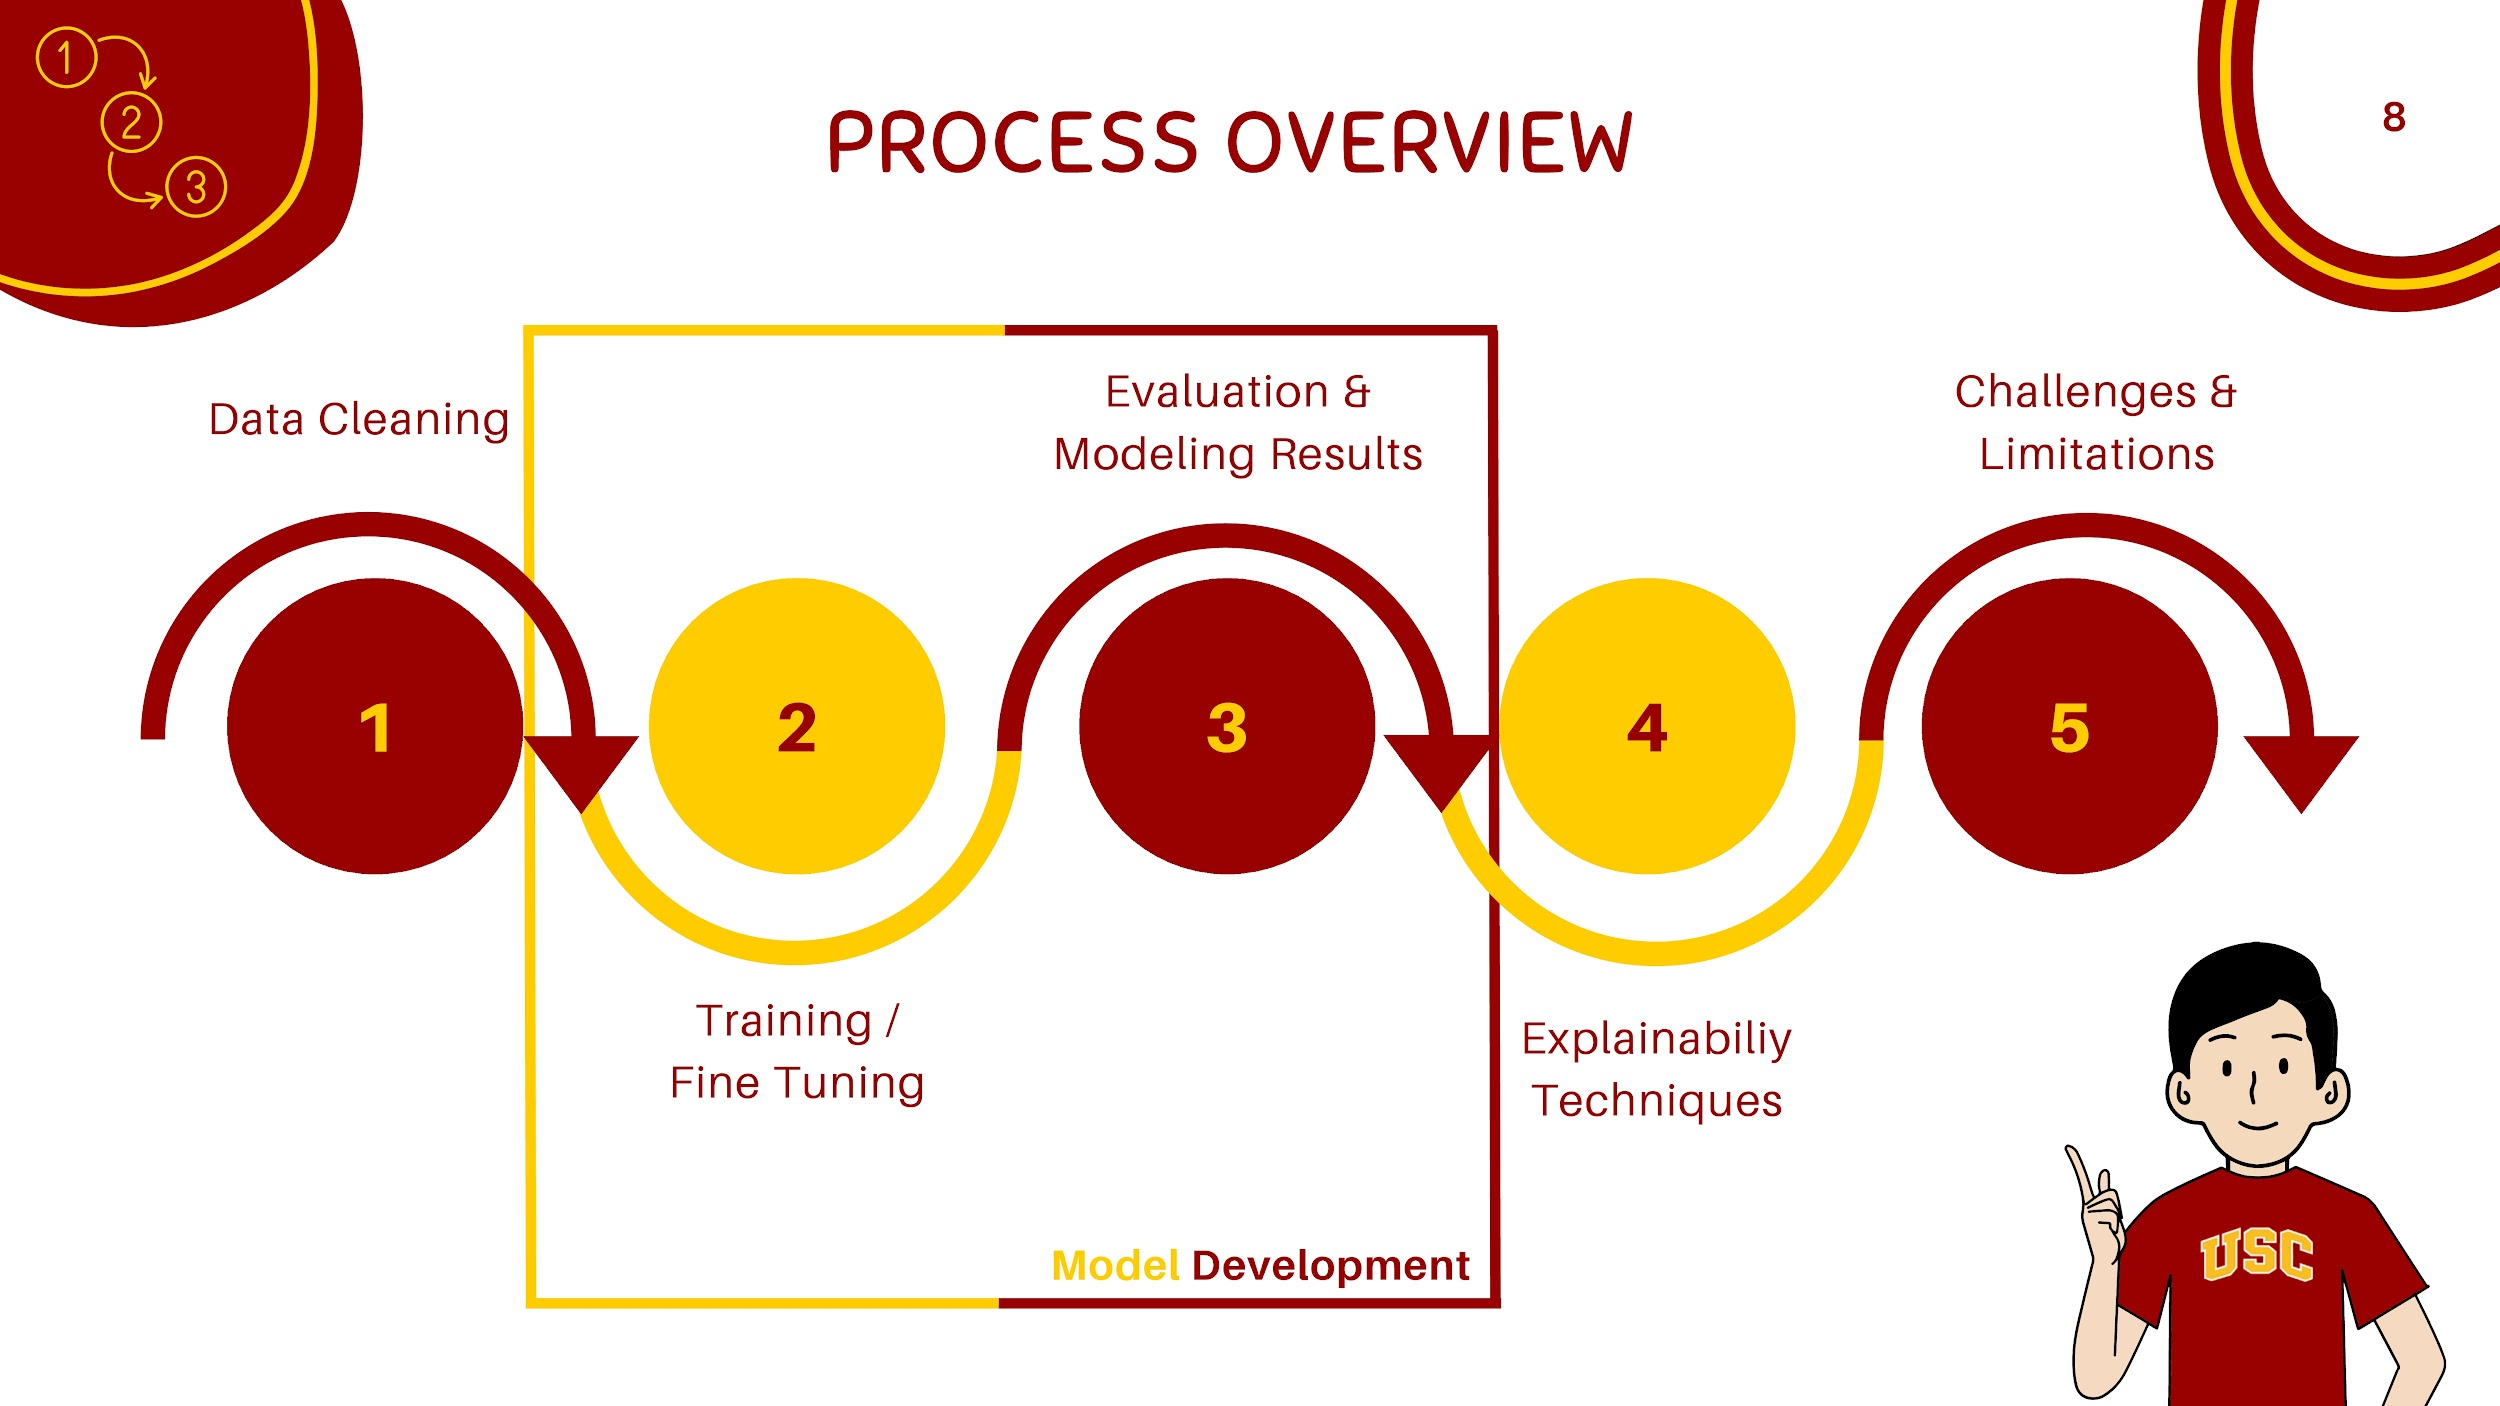 1
2
3
PROCESS OVERVIEW
8
Data Cleaning
Evaluation &
Modeling Results
Challenges &
Limitations
1
2
3
4
5
Training /
Fine Tuning
Explainabiliy
Techniques
Model Development
USC